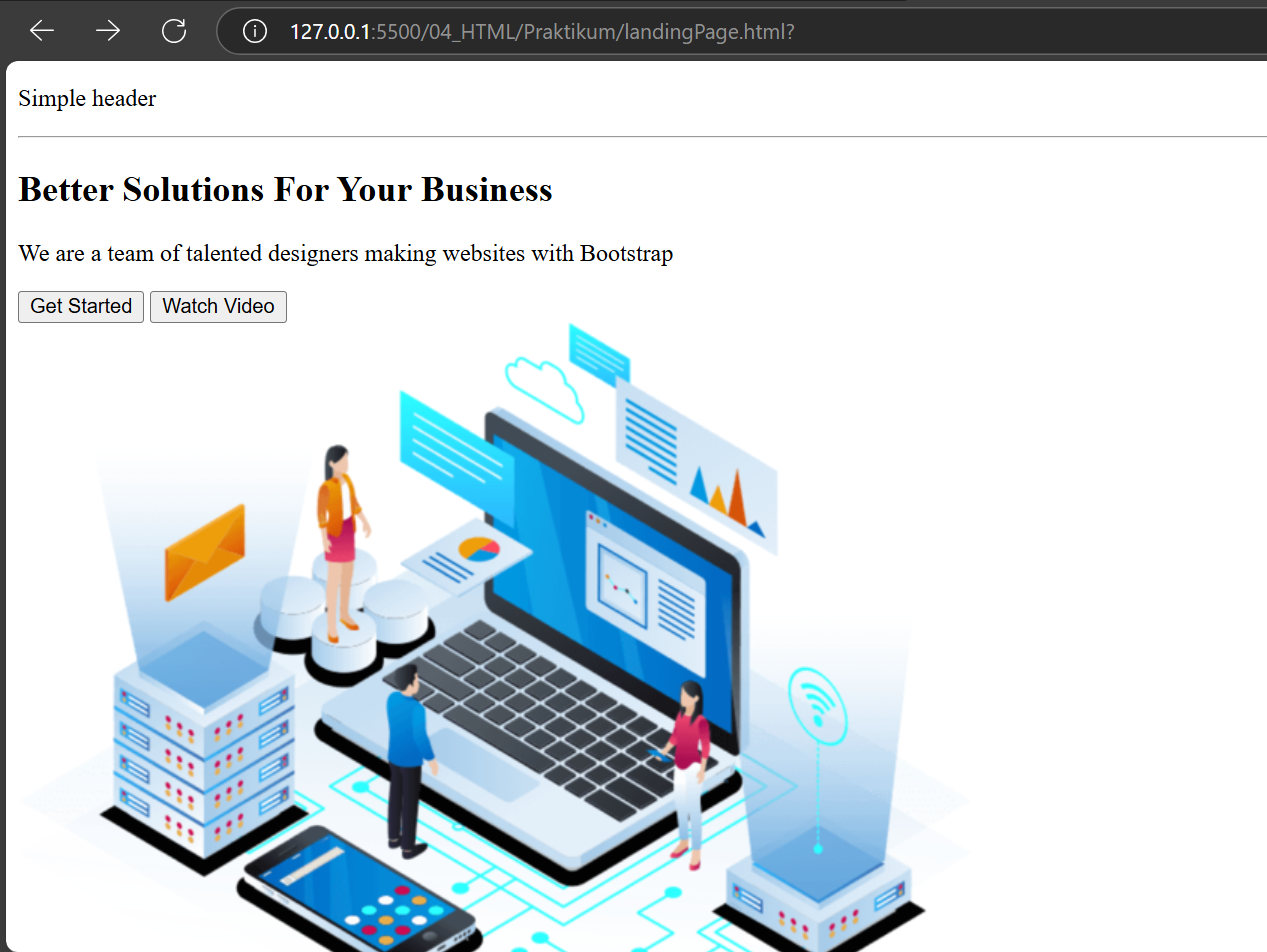 127.0.0.1:5500/04_HTML/Praktikum/landingPage.html?
Simple header
Better Solutions For Your Business
We are a team of talented designers making websites with Bootstrap
Get Started Watch Video